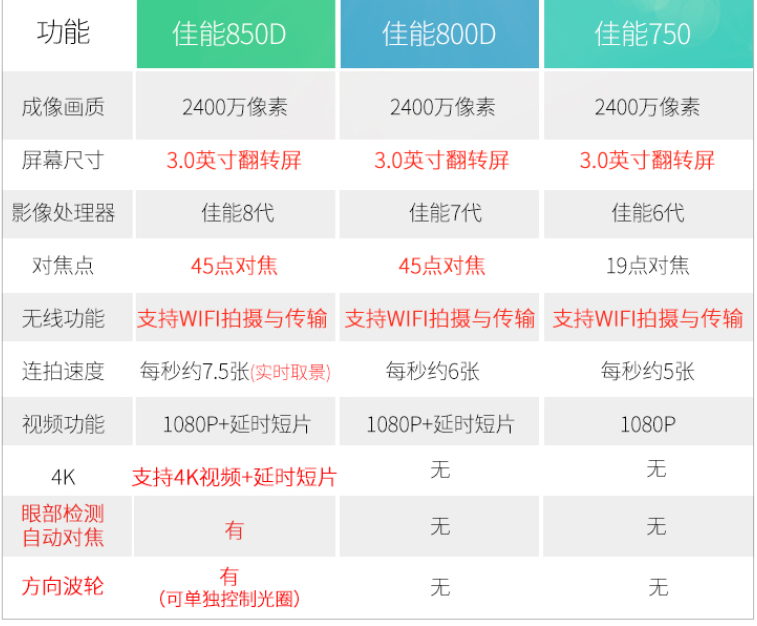 功能 佳能850D 佳能800D 佳能750
成像画质 2400万像素 2400万像素 2400万像素
屏幕尺寸 3.0英寸翻转屏 3.0英寸翻转屏 3.0英寸翻转屏
影像处理器 佳能8代 佳能7代 佳能6代
对焦点 45点对焦 45点对焦 19点对焦
无线功能 支持WIFI拍摄与传输 支持WIFI拍摄与传输 支持WIFI拍摄与传输
连拍速度 每秒约7.5张(实时取景) 每秒约6张 每秒约5张
视频功能 1080P+延时短片 1080P+延时短片 1080P
4K 支持4K视频+延时短片 无 无
眼部检测
自动对焦 有 无 无
方向波轮 有 无 无
(可单独控制光圈)